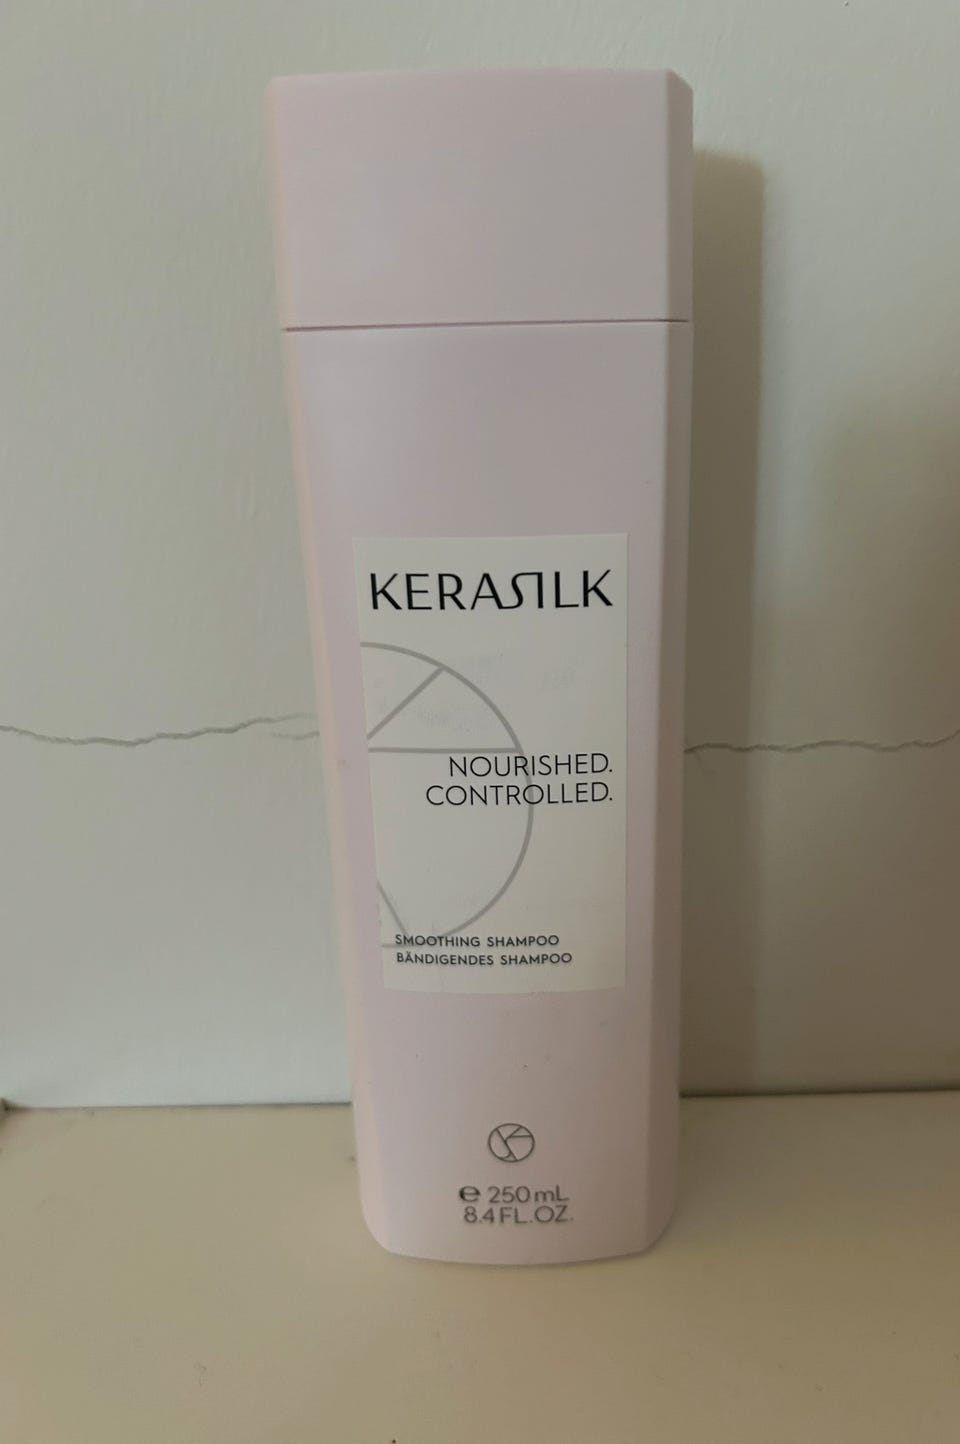 KERASILK
NOURISHED.
CONTROLLED.
SMOOTHING SHAMPOO
BÄNDIGENDES SHAMPOO
℮ 250 mL
8.4 FL.OZ.